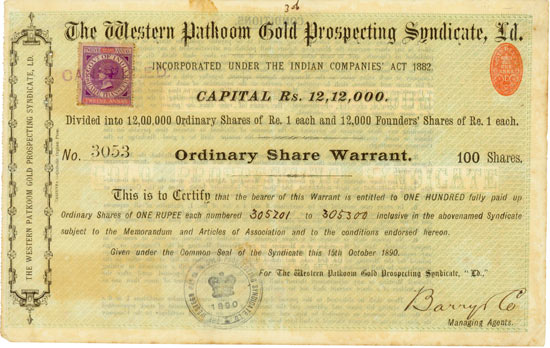 The Western Patkoom Gold Prospecting Syndicate, Ld.
INCORPORATED UNDER THE INDIAN COMPANIES' ACT 1882.
CANCELLED.
CAPITAL Rs. 12,12,000.
Divided into 12,00,000 Ordinary Shares of Re. 1 each and 12,000 Founders' Shares of Re. 1 each.
No. 3053 Ordinary Share Warrant. 100 Shares.
This is to Certify that the bearer of this Warrant is entitled to ONE HUNDRED fully paid up
Ordinary Shares of ONE RUPEE each numbered 305201 to 305300 inclusive in the abovenamed Syndicate
subject to the Memorandum and Articles of Association and to the conditions endorsed hereon.
Given under the Common Seal of the Syndicate this 15th October 1890.
For The Western Patkoom Gold Prospecting Syndicate, "Ld.,"
1890
Barry & Co
Managing Agents.
THE WESTERN PATKOOM GOLD PROSPECTING SYNDICATE, LD.